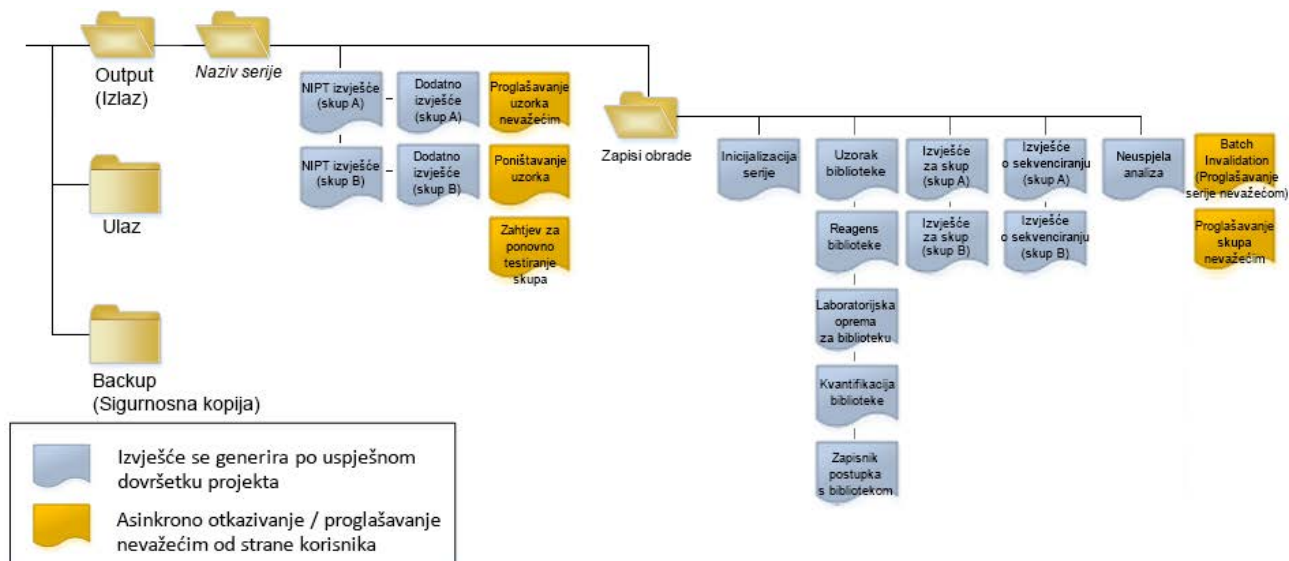 Output
(Izlaz)
Naziv serije
NIPT izvješće
(skup A)
Dodatno
izvješće
(skup A)
Proglašavanje
uzorka
nevažećim
NIPT izvješće
(skup B)
Dodatno
izvješće
(skup B)
Poništavanje
uzorka
Zahtjev za
ponovno
testiranje
skupa
Zapisi obrade
Inicijalizacija
serije
Uzorak
biblioteke
Izvješće
za skup
(skup A)
Izvješće
o sekvenciranju
(skup A)
Neuspjela
analiza
Batch
Invalidation
(Proglašavanje
serije nevažećom)
Reagens
biblioteke
Izvješće
za skup
(skup B)
Izvješće
o sekvenciranju
(skup B)
Proglašavanje
skupa
nevažećim
Laboratorijska
oprema
za biblioteku
Kvantifikacija
biblioteke
Zapisnik
postupka
s bibliotekom
Ulaz
Backup
(Sigurnosna kopija)
Izvješće se generira po uspješnom
dovršetku projekta
Asinkrono otkazivanje / proglašavanje
nevažećim od strane korisnika